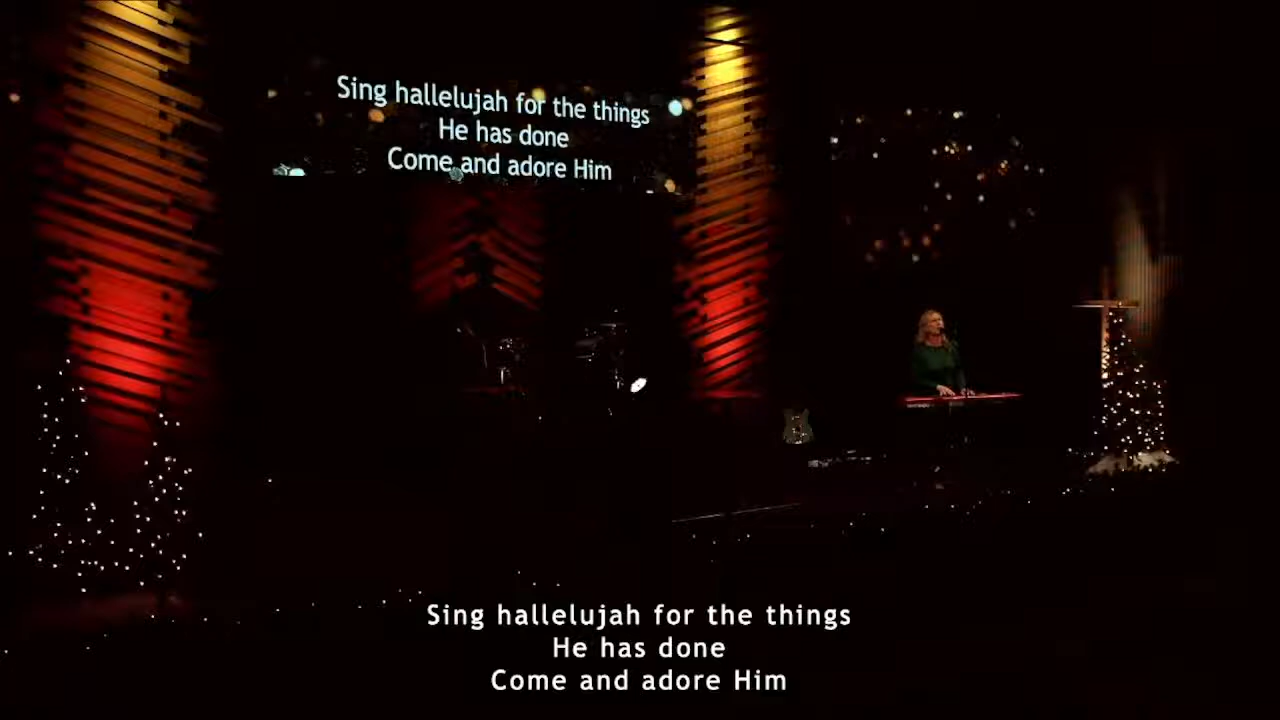 Sing hallelujah for the things
He has done
Come and adore Him
Sing hallelujah for the things
He has done
Come and adore Him